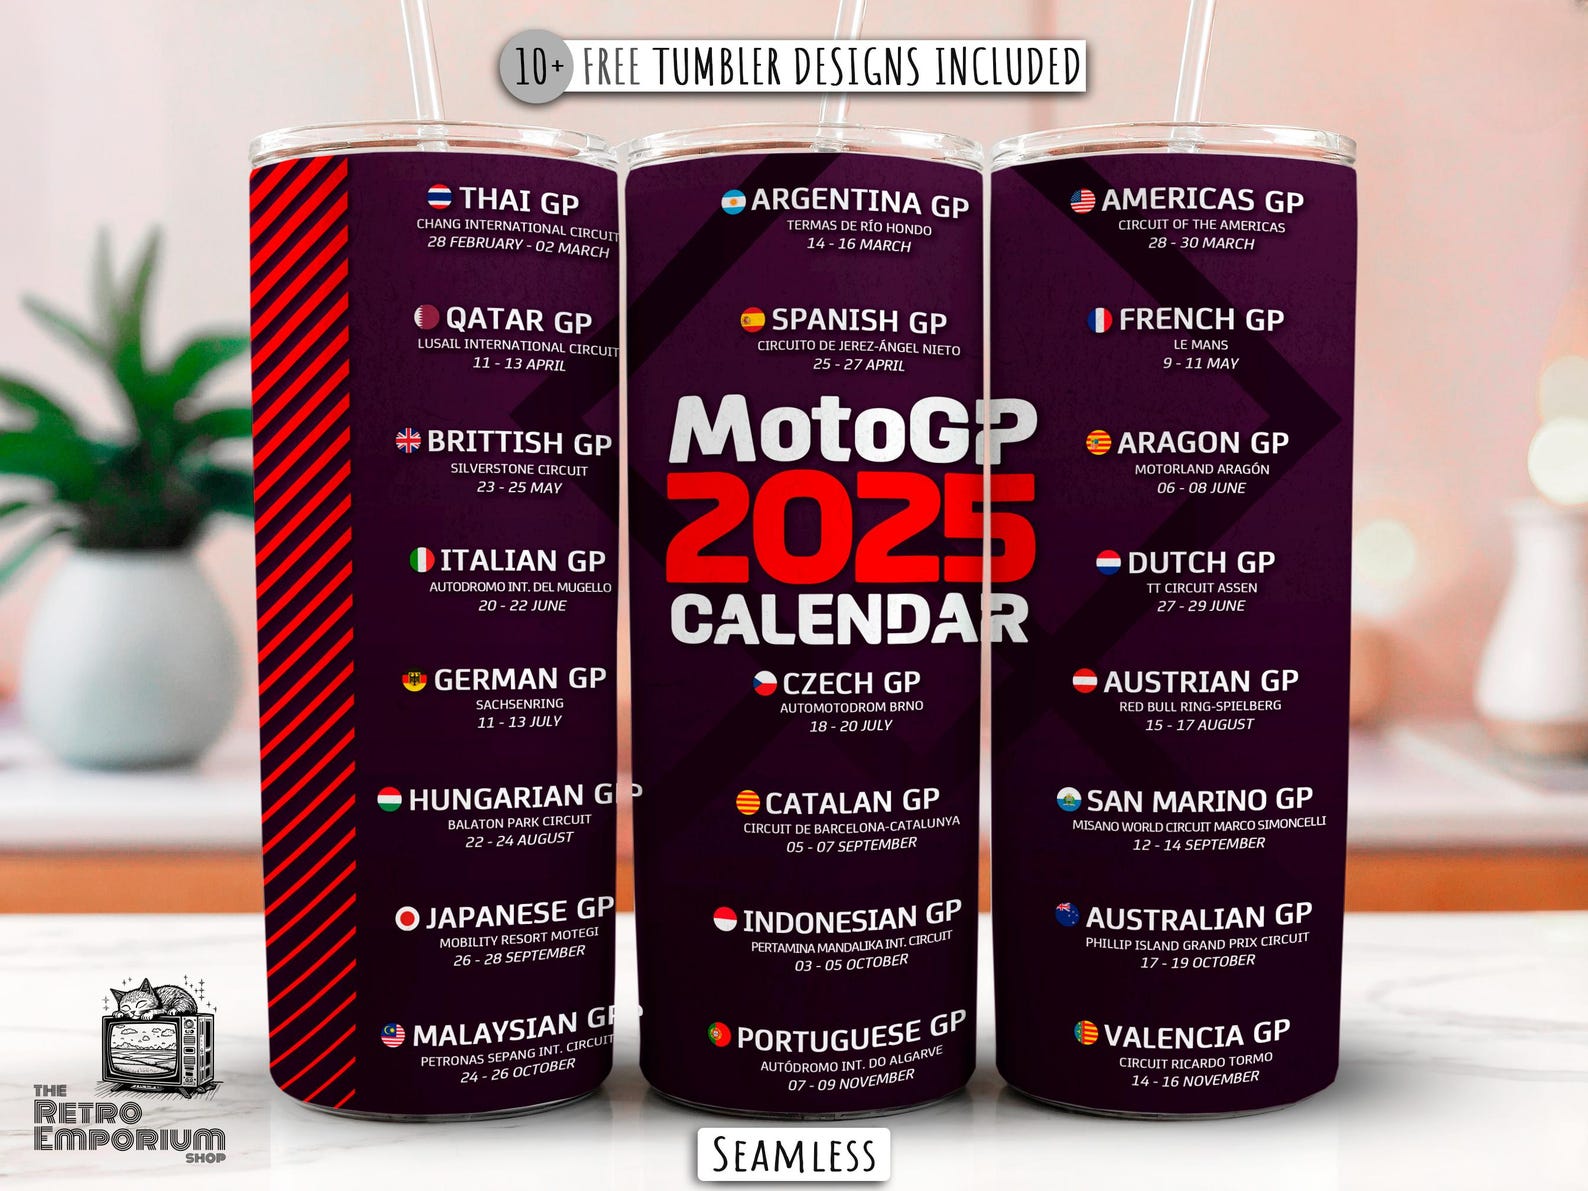 10+ FREE TUMBLER DESIGNS INCLUDED
THAI GP
CHANG INTERNATIONAL CIRCUIT
28 FEBRUARY - 02 MARCH
QATAR GP
LUSAIL INTERNATIONAL CIRCUIT
11 - 13 APRIL
BRITTISH GP
SILVERSTONE CIRCUIT
23 - 25 MAY
ITALIAN GP
AUTODROMO INT. DEL MUGELLO
20 - 22 JUNE
GERMAN GP
SACHSENRING
11 - 13 JULY
HUNGARIAN GP
BALATON PARK CIRCUIT
22 - 24 AUGUST
JAPANESE GP
MOBILITY RESORT MOTEGI
26 - 28 SEPTEMBER
MALAYSIAN GP
PETRONAS SEPANG INT. CIRCUIT
24 - 26 OCTOBER
ARGENTINA GP
TERMAS DE RÍO HONDO
14 - 16 MARCH
SPANISH GP
CIRCUITO DE JEREZ-ÁNGEL NIETO
25 - 27 APRIL
MotoGP
2025
CALENDAR
CZECH GP
AUTOMOTODROM BRNO
18 - 20 JULY
CATALAN GP
CIRCUIT DE BARCELONA-CATALUNYA
05 - 07 SEPTEMBER
INDONESIAN GP
PERTAMINA MANDALIKA INT. CIRCUIT
03 - 05 OCTOBER
PORTUGUESE GP
AUTÓDROMO INT. DO ALGARVE
07 - 09 NOVEMBER
AMERICAS GP
CIRCUIT OF THE AMERICAS
28 - 30 MARCH
FRENCH GP
LE MANS
9 - 11 MAY
ARAGON GP
MOTORLAND ARAGÓN
06 - 08 JUNE
DUTCH GP
TT CIRCUIT ASSEN
27 - 29 JUNE
AUSTRIAN GP
RED BULL RING-SPIELBERG
15 - 17 AUGUST
SAN MARINO GP
MISANO WORLD CIRCUIT MARCO SIMONCELLI
12 - 14 SEPTEMBER
AUSTRALIAN GP
PHILLIP ISLAND GRAND PRIX CIRCUIT
17 - 19 OCTOBER
VALENCIA GP
CIRCUIT RICARDO TORMO
14 - 16 NOVEMBER
THE
RETRO
EMPORIUM
SHOP
SEAMLESS